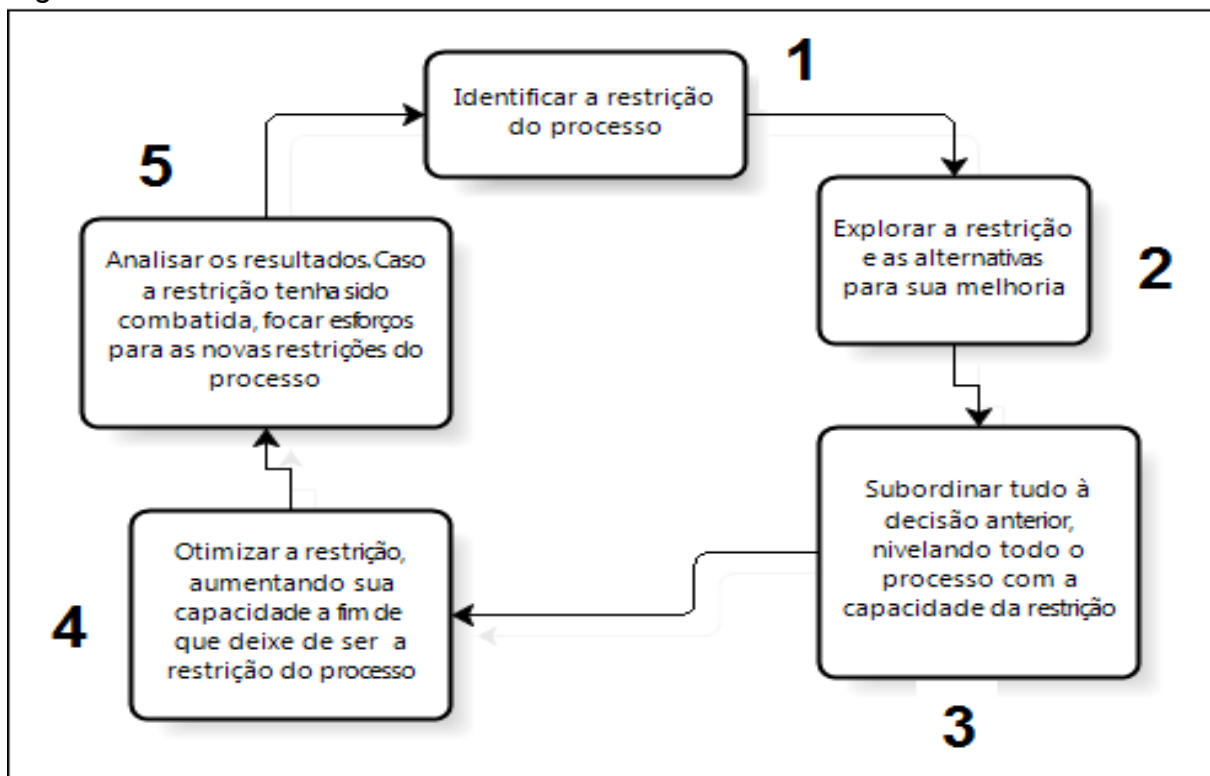 1
Identificar a restrição
do processo
2
Explorar a restrição
e as alternativas
para sua melhoria
3
Subordinar tudo à
decisão anterior,
nivelando todo o
processo com a
capacidade da restrição
4
Otimizar a restrição,
aumentando sua
capacidade a fim de
que deixe de ser a
restrição do processo
5
Analisar os resultados.Caso
a restrição tenha sido
combatida, focar esforços
para as novas restrições do
processo